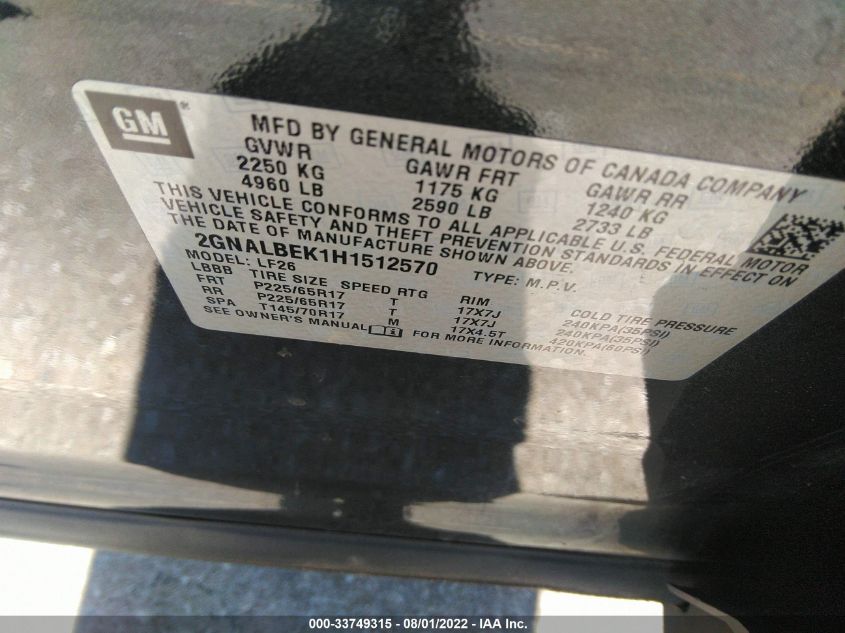 GM®
MFD BY GENERAL MOTORS OF CANADA COMPANY
GVWR GAWR FRT GAWR RR
2250 KG 1175 KG 1240 KG
4960 LB 2590 LB 2733 LB
THIS VEHICLE CONFORMS TO ALL APPLICABLE U.S. FEDERAL MOTOR
VEHICLE SAFETY AND THEFT PREVENTION STANDARDS IN EFFECT ON
THE DATE OF MANUFACTURE SHOWN ABOVE.
2GNALBEK1H1512570 TYPE: M.P.V.
MODEL: LF26
LBBB TIRE SIZE SPEED RTG RIM COLD TIRE PRESSURE
FRT P225/65R17 T 17X7J 240KPA(35PSI)
RR P225/65R17 T 17X7J 240KPA(35PSI)
SPA T145/70R17 M 17X4.5T 420KPA(60PSI)
SEE OWNER'S MANUAL FOR MORE INFORMATION.
000-33749315 - 08/01/2022 - IAA Inc.